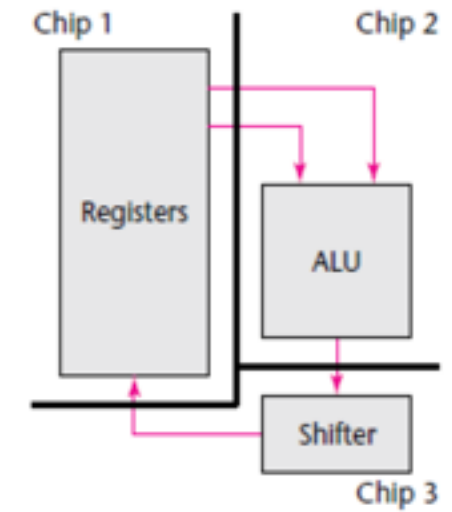 Chip 1
Chip 2
Registers
ALU
Shifter
Chip 3